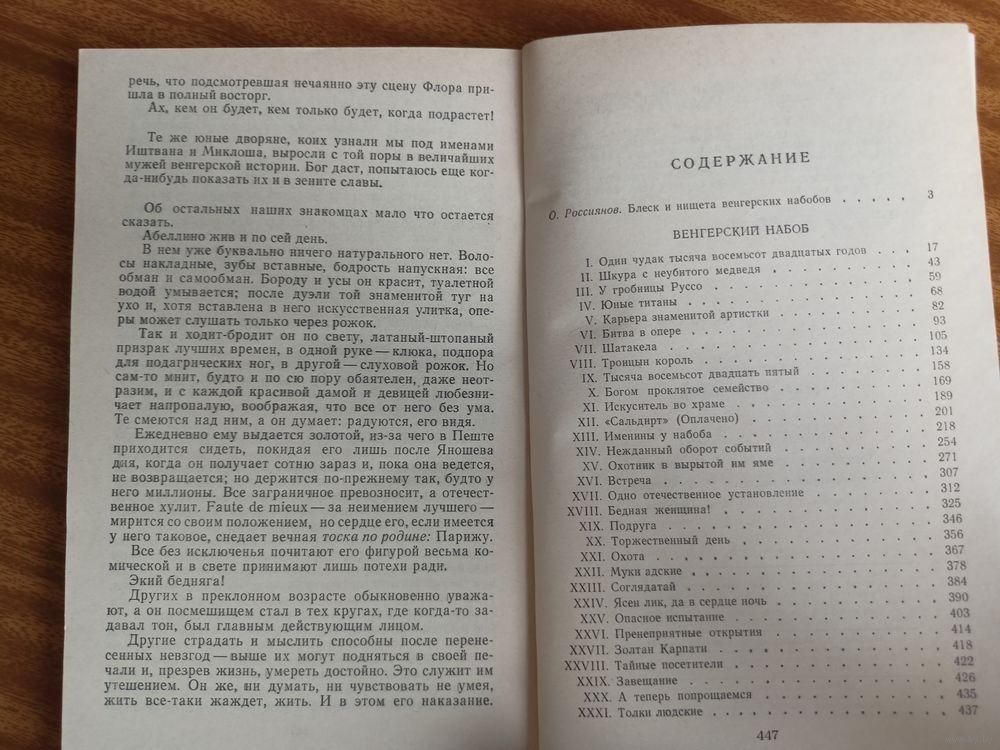 речь, что подсмотревшая нечаянно эту сцену Флора при-
шла в полный восторг.
Ах, кем он будет, кем только будет, когда подрастет!
Те же юные дворяне, коих узнали мы под именами
Иштвана и Миклоша, выросли с той поры в величайших
мужей венгерской истории. Бог даст, попытаюсь еще ког-
да-нибудь показать их и в зените славы.
Об остальных наших знакомцах мало что остается
сказать.
Абеллино жив и по сей день.
В нем уже буквально ничего натурального нет. Воло-
сы накладные, зубы вставные, бодрость напускная: все
обман и самообман. Бороду и усы он красит, туалетной
водой умывается; после дуэли той знаменитой туг на
ухо и, хотя вставлена в него искусственная улитка, опе-
ры может слушать только через рожок.
Так и ходит-бродит он по свету, латаный-штопаный
призрак лучших времен, в одной руке — клюка, подпора
для подагрических ног, в другой — слуховой рожок. Но
сам-то мнит, будто и по сю пору обаятелен, даже неот-
разим, и с каждой красивой дамой и девицей любезни-
чает напропалую, воображая, что все от него без ума.
Те смеются над ним, а он думает: радуются, его видя.
Ежедневно ему выдается золотой, из-за чего в Пеште
приходится сидеть, покидая его лишь после Яношева
дня, когда он получает сотню зараз и, пока она ведется,
не возвращается; но держится по-прежнему так, будто у
него миллионы. Все заграничное превозносит, а отечест-
венное хулит. Faute de mieux — за неимением лучшего —
мирится со своим положением, но сердце его, если имеется
у него таковое, снедает вечная тоска по родине: Парижу.
Все без исключенья почитают его фигурой весьма ко-
мической и в свете принимают лишь потехи ради.
Экий бедняга!
Других в преклонном возрасте обыкновенно уважа-
ют, а он посмешищем стал в тех кругах, где когда-то за-
давал тон, был главным действующим лицом.
Другие страдать и мыслить способны после перене-
сенных невзгод — выше их могут подняться в своей пе-
чали и, презрев жизнь, умереть достойно. Это служит им
утешением. Он же, ни думать, ни чувствовать не умея,
жить все-таки жаждет, жить. И в этом его наказание.
СОДЕРЖАНИЕ
О. Россиянов. Блеск и нищета венгерских набобов . . . . . 3
ВЕНГЕРСКИЙ НАБОБ
I. Один чудак тысяча восемьсот двадцатых годов . . . 17
II. Шкура с неубитого медведя . . . 43
III. У гробницы Руссо . . . 59
IV. Юные титаны . . . 68
V. Карьера знаменитой артистки . . . 82
VI. Битва в опере . . . 93
VII. Шатакела . . . 105
VIII. Троицын король . . . 134
IX. Тысяча восемьсот двадцать пятый . . . 158
X. Богом проклятое семейство . . . 169
XI. Искуситель во храме . . . 189
XII. «Сальдирт» (Оплачено) . . . 201
XIII. Именины у набоба . . . 218
XIV. Нежданный оборот событий . . . 254
XV. Охотник в вырытой им яме . . . 271
XVI. Встреча . . . 307
XVII. Одно отечественное установление . . . 312
XVIII. Бедная женщина! . . . 325
XIX. Подруга . . . 346
XX. Торжественный день . . . 356
XXI. Охота . . . 367
XXII. Муки адские . . . 378
XXIII. Соглядатай . . . 384
XXIV. Ясен лик, да в сердце ночь . . . 390
XXV. Опасное испытание . . . 403
XXVI. Пренеприятные открытия . . . 414
XXVII. Золтан Карпати . . . 418
XXVIII. Тайные посетители . . . 422
XXIX. Завещание . . . 426
XXX. А теперь попрощаемся . . . 435
XXXI. Толки людские . . . 437
447